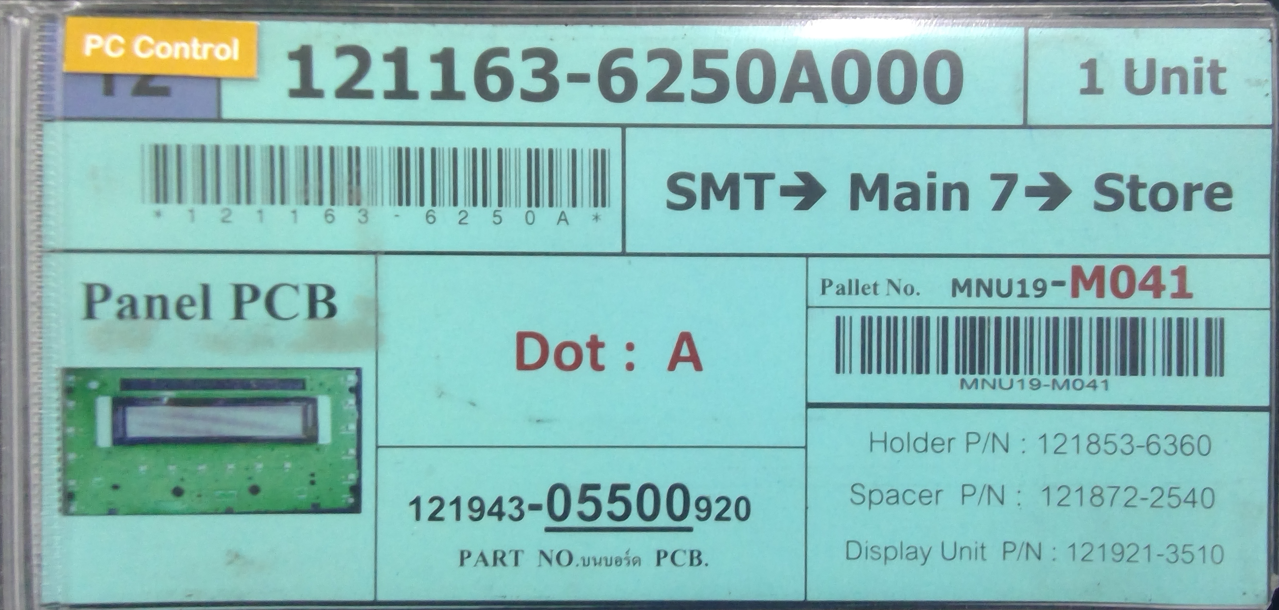 PC Control
12
121163-6250A000
1 Unit
*121163-6250A*
SMT➔ Main 7➔ Store
Panel PCB
Dot : A
Pallet No. MNU19-M041
MNU19-M041
121943-05500920
PART NO.บนบอร์ด PCB.
Holder P/N : 121853-6360
Spacer P/N : 121872-2540
Display Unit P/N : 121921-3510